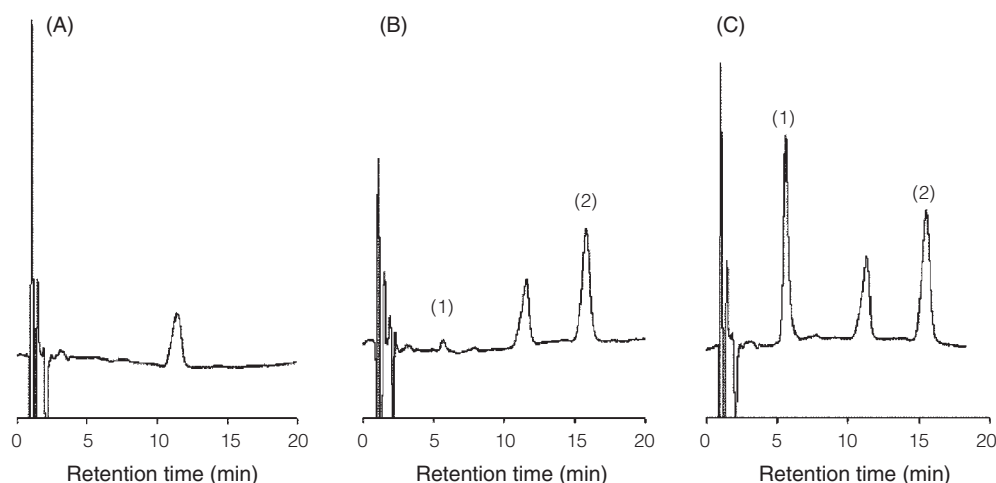 (A) (B) (C)
(1)
(2) (2)
(1)
0 5 10 15 20 0 5 10 15 20 0 5 10 15 20
Retention time (min) Retention time (min) Retention time (min)